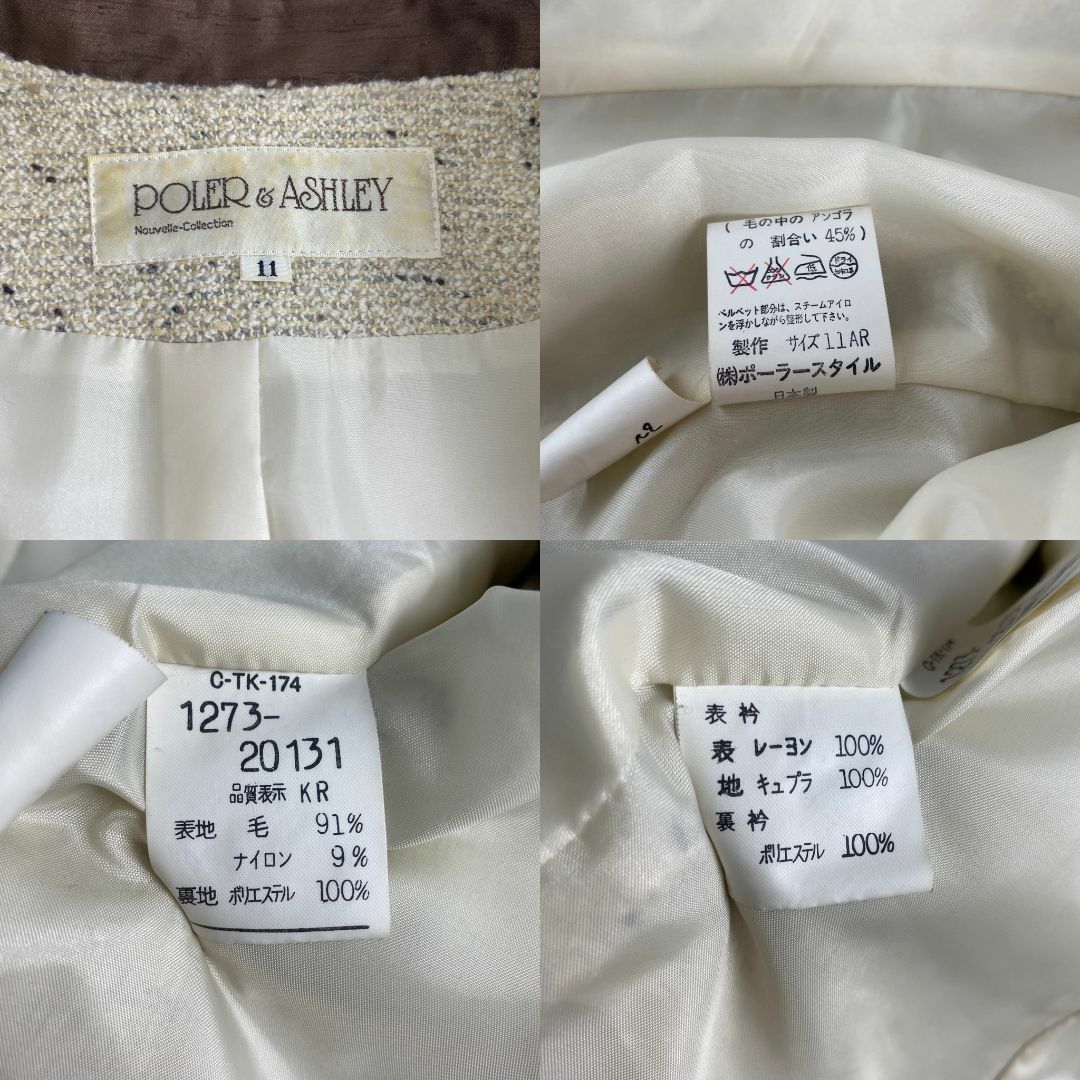 POLER & ASHLEY
Nouvelle-Collection
11
( 毛の中の アンゴラ
の 割合い 45% )
ドライ
ベルベット部分は、スチームアイロ
ンを浮かしながら整形して下さい。
製作 サイズ 11AR
(株)ポーラースタイル
日本製
C-TK-174
1273-
20131
品質表示 KR
表地 毛 91%
ナイロン 9%
裏地 ポリエステル 100%
表 衿
表 レーヨン 100%
地 キュプラ 100%
裏 衿
ポリエステル 100%